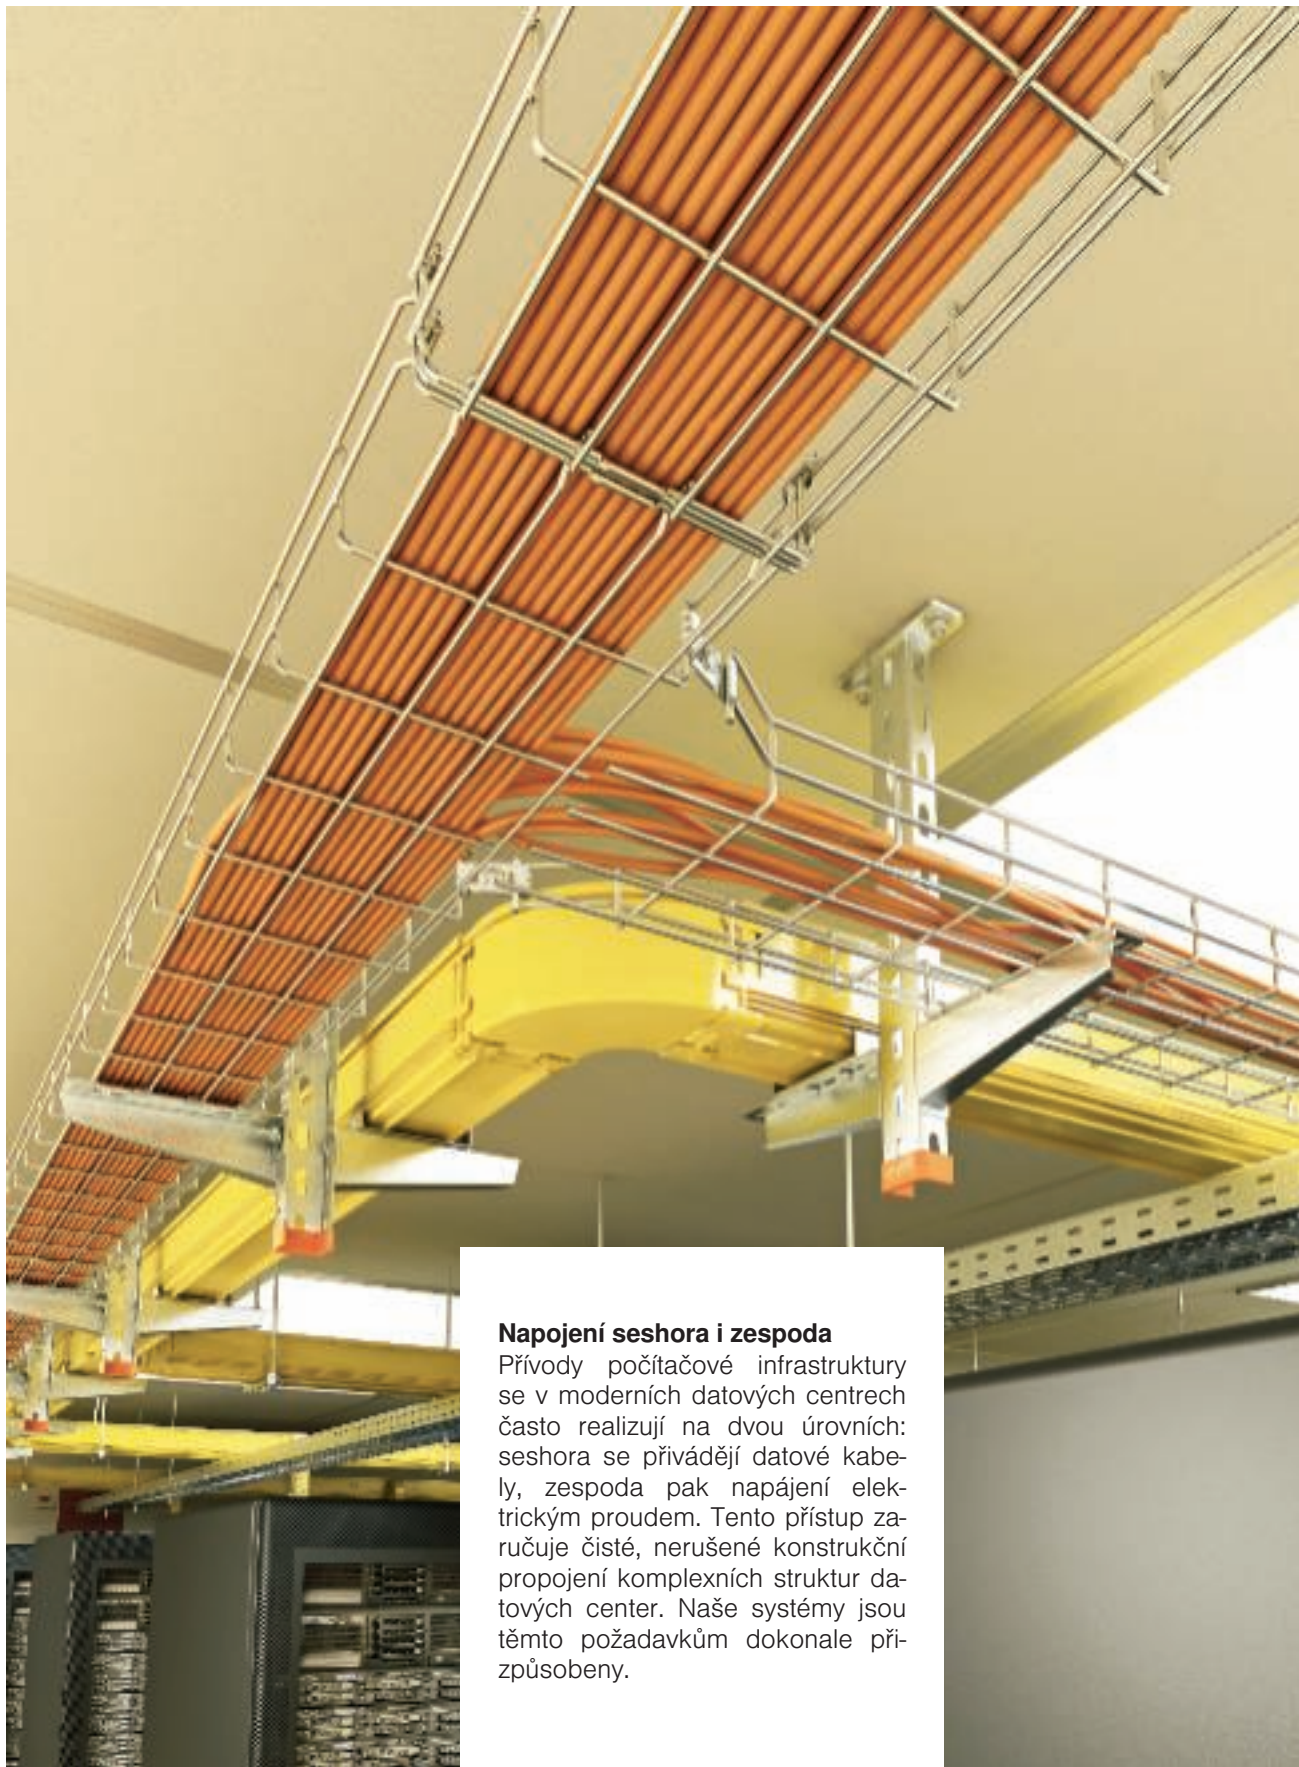 Napojení seshora i zespoda
Přívody počítačové infrastruktury
se v moderních datových centrech
často realizují na dvou úrovních:
seshora se přivádějí datové kabe-
ly, zespoda pak napájení elek-
trickým proudem. Tento přístup za-
ručuje čisté, nerušené konstrukční
propojení komplexních struktur da-
tových center. Naše systémy jsou
těmto požadavkům dokonale při-
způsobeny.